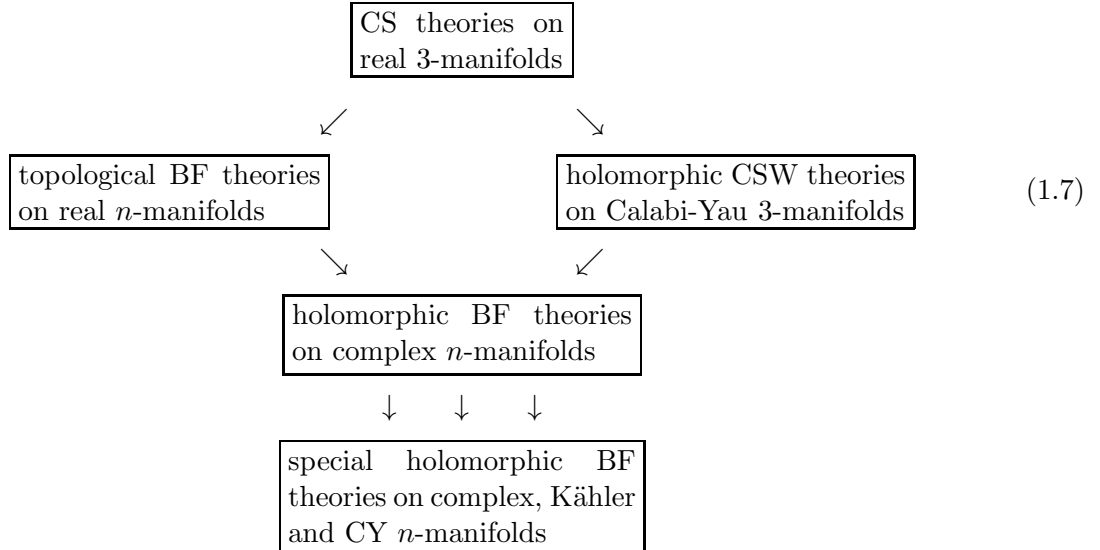 CS theories on
real 3-manifolds
↙ ↘
topological BF theories
on real n-manifolds
holomorphic CSW theories
on Calabi-Yau 3-manifolds
(1.7)
↘ ↙
holomorphic BF theories
on complex n-manifolds
↓ ↓ ↓
special holomorphic BF
theories on complex, Kähler
and CY n-manifolds